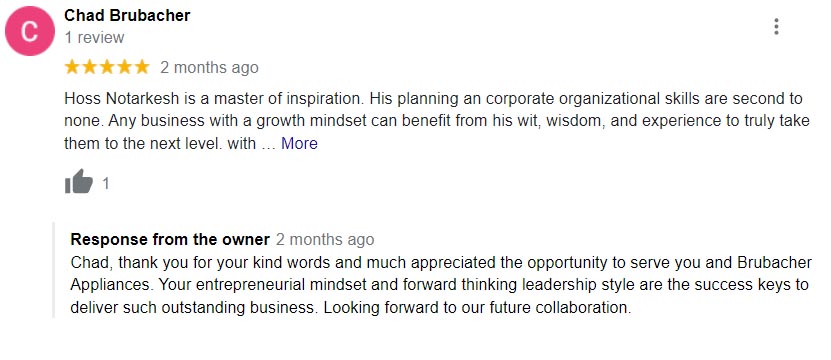 C
Chad Brubacher
1 review
2 months ago
Hoss Notarkesh is a master of inspiration. His planning an corporate organizational skills are second to
none. Any business with a growth mindset can benefit from his wit, wisdom, and experience to truly take
them to the next level. with … More
1
Response from the owner 2 months ago
Chad, thank you for your kind words and much appreciated the opportunity to serve you and Brubacher
Appliances. Your entrepreneurial mindset and forward thinking leadership style are the success keys to
deliver such outstanding business. Looking forward to our future collaboration.